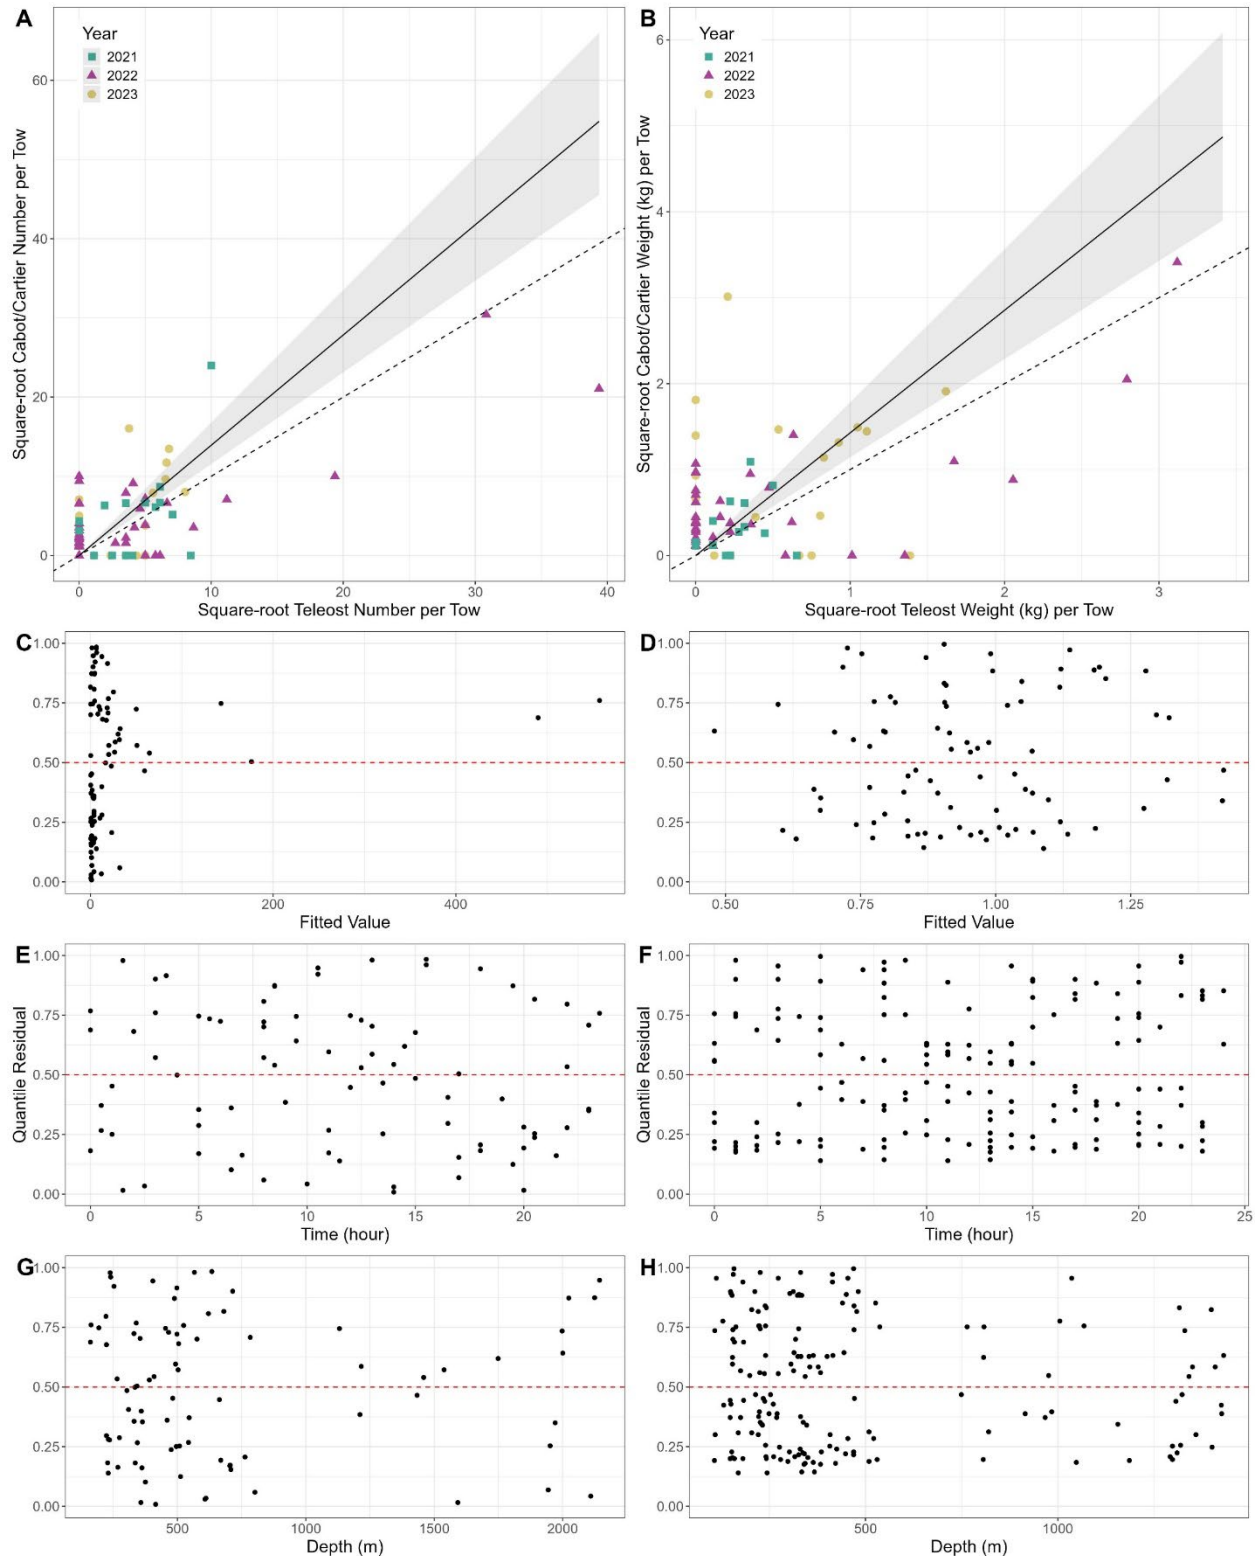 A
Year
2021
2022
2023
60
40
20
0
0 10 20 30 40
Square-root Cabot/Cartier Number per Tow
Square-root Teleost Number per Tow
B
Year
2021
2022
2023
6
4
2
0
0 1 2 3
Square-root Cabot/Cartier Weight (kg) per Tow
Square-root Teleost Weight (kg) per Tow
C
1.00
0.75
0.50
0.25
0.00
0 200 400
Fitted Value
D
1.00
0.75
0.50
0.25
0.00
0.50 0.75 1.00 1.25
Fitted Value
E
1.00
0.75
0.50
0.25
0.00
0 5 10 15 20
Quantile Residual
Time (hour)
F
1.00
0.75
0.50
0.25
0.00
0 5 10 15 20 25
Quantile Residual
Time (hour)
G
1.00
0.75
0.50
0.25
0.00
500 1000 1500 2000
Depth (m)
H
1.00
0.75
0.50
0.25
0.00
500 1000
Depth (m)